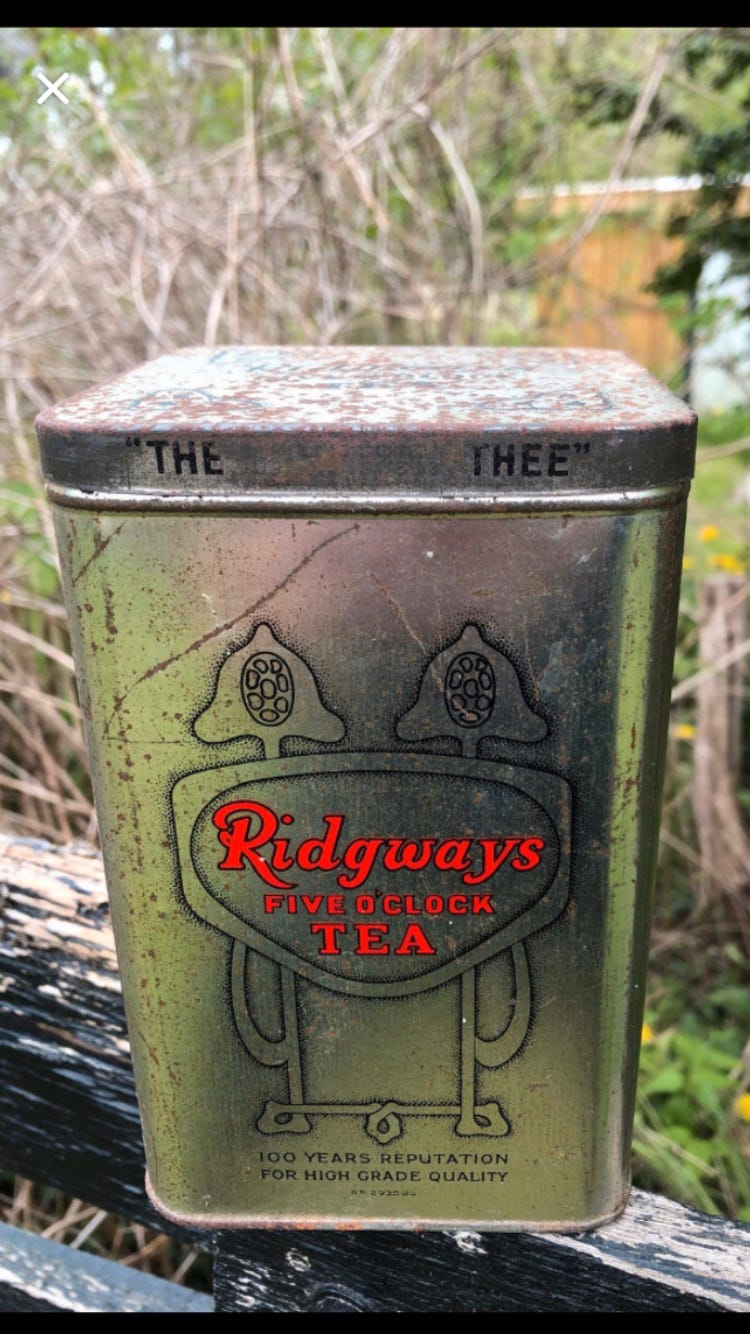 "THE THEE"
Ridgways
FIVE O'CLOCK
TEA
100 YEARS REPUTATION
FOR HIGH GRADE QUALITY